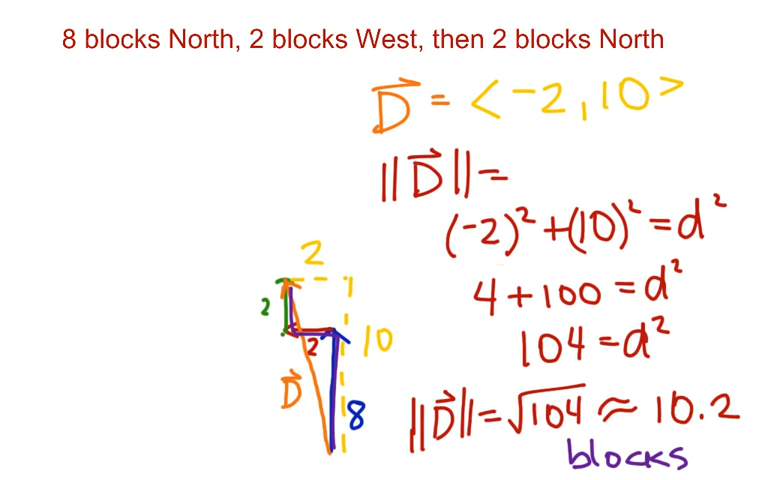 8 blocks North, 2 blocks West, then 2 blocks North
D⃗ = < -2, 10 >
||D⃗|| =
(-2)² + (10)² = d²
4 + 100 = d²
104 = d²
||D⃗|| = √104 ≈ 10.2
blocks
2
2
2
10
D⃗
8